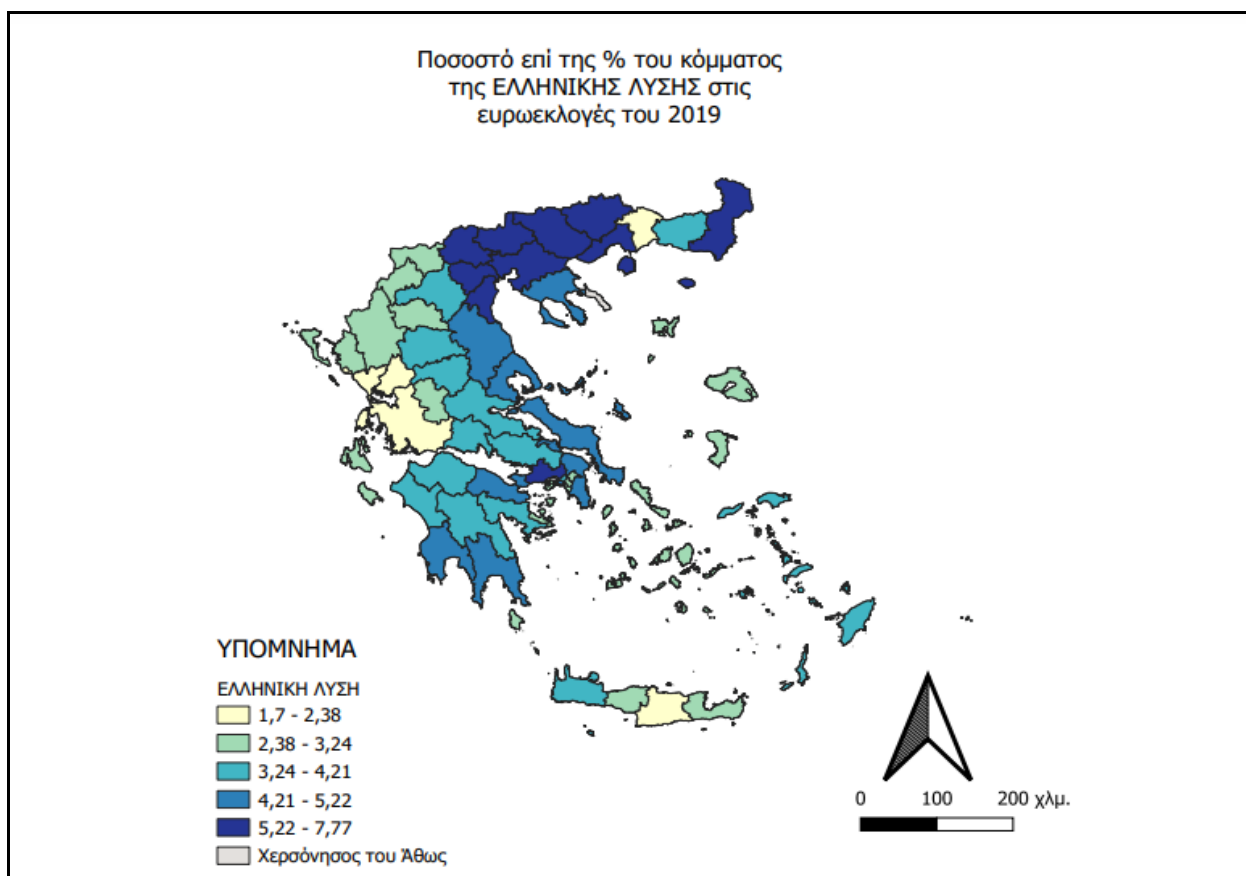 Ποσοστό επί της % του κόμματος
της ΕΛΛΗΝΙΚΗΣ ΛΥΣΗΣ στις
ευρωεκλογές του 2019
ΥΠΟΜΝΗΜΑ
ΕΛΛΗΝΙΚΗ ΛΥΣΗ
1,7 - 2,38
2,38 - 3,24
3,24 - 4,21
4,21 - 5,22
5,22 - 7,77
Χερσόνησος του Άθως
0 100 200 χλμ.